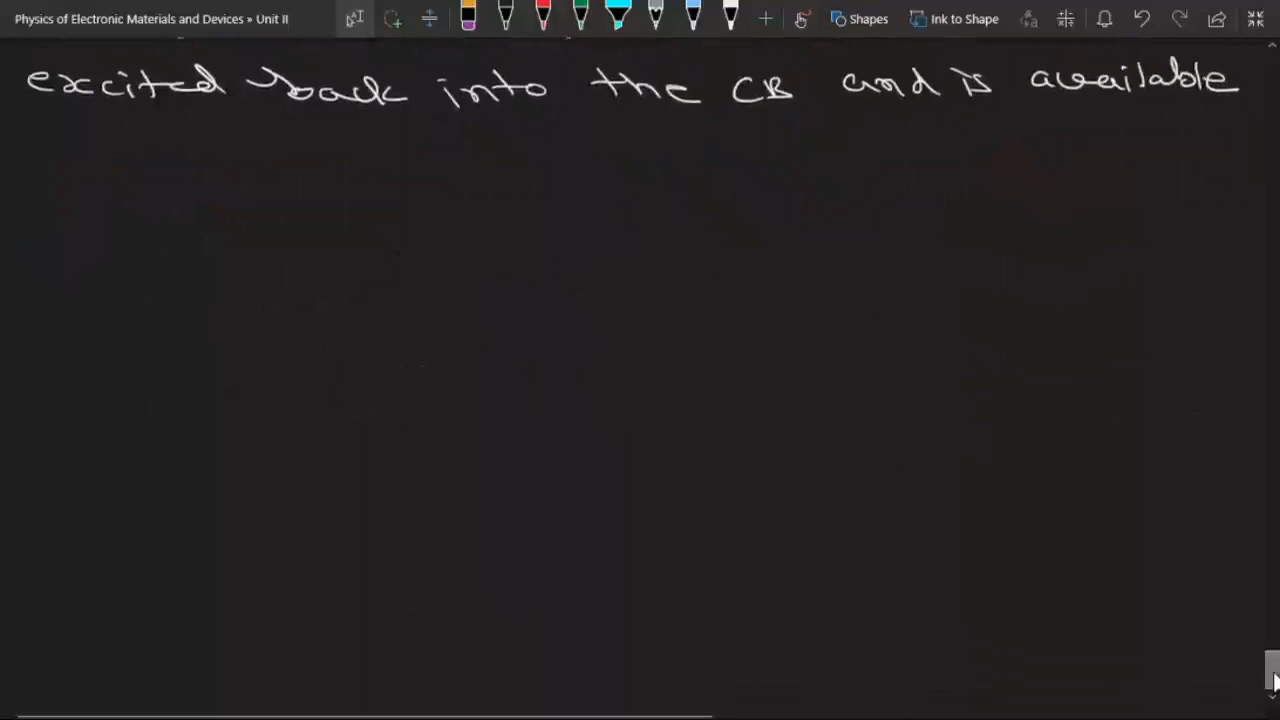 Physics of Electronic Materials and Devices » Unit II
Shapes
Ink to Shape
excited back into the CB and is available